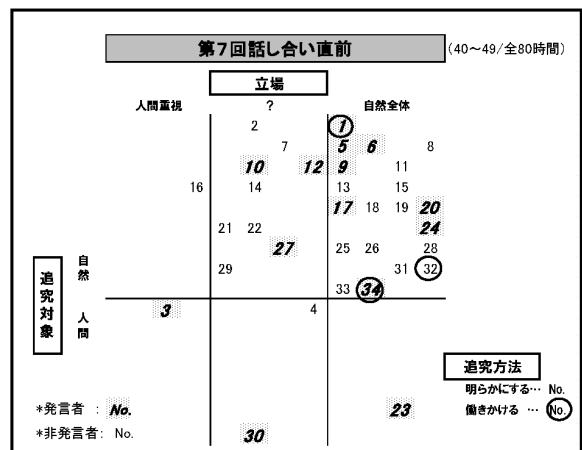 第7回話し合い直前 (40～49/全80時間)
立場
人間重視 ? 自然全体
2 1
7 5 6 8
10 12 9 11
16 14 13 15
17 18 19 20
21 22 24
27 25 26 28
29 31 32
33 34
追究対象
自然
人間
3 4
追究方法
明らかにする… No.
*発言者 : No. 23 働きかける … No.
*非発言者: No. 30